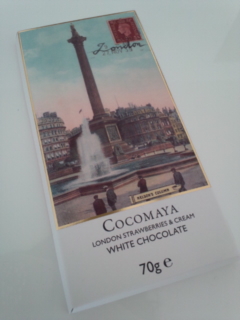 London
NELSON'S COLUMN
COCOMAYA
LONDON STRAWBERRIES & CREAM
WHITE CHOCOLATE
70g e